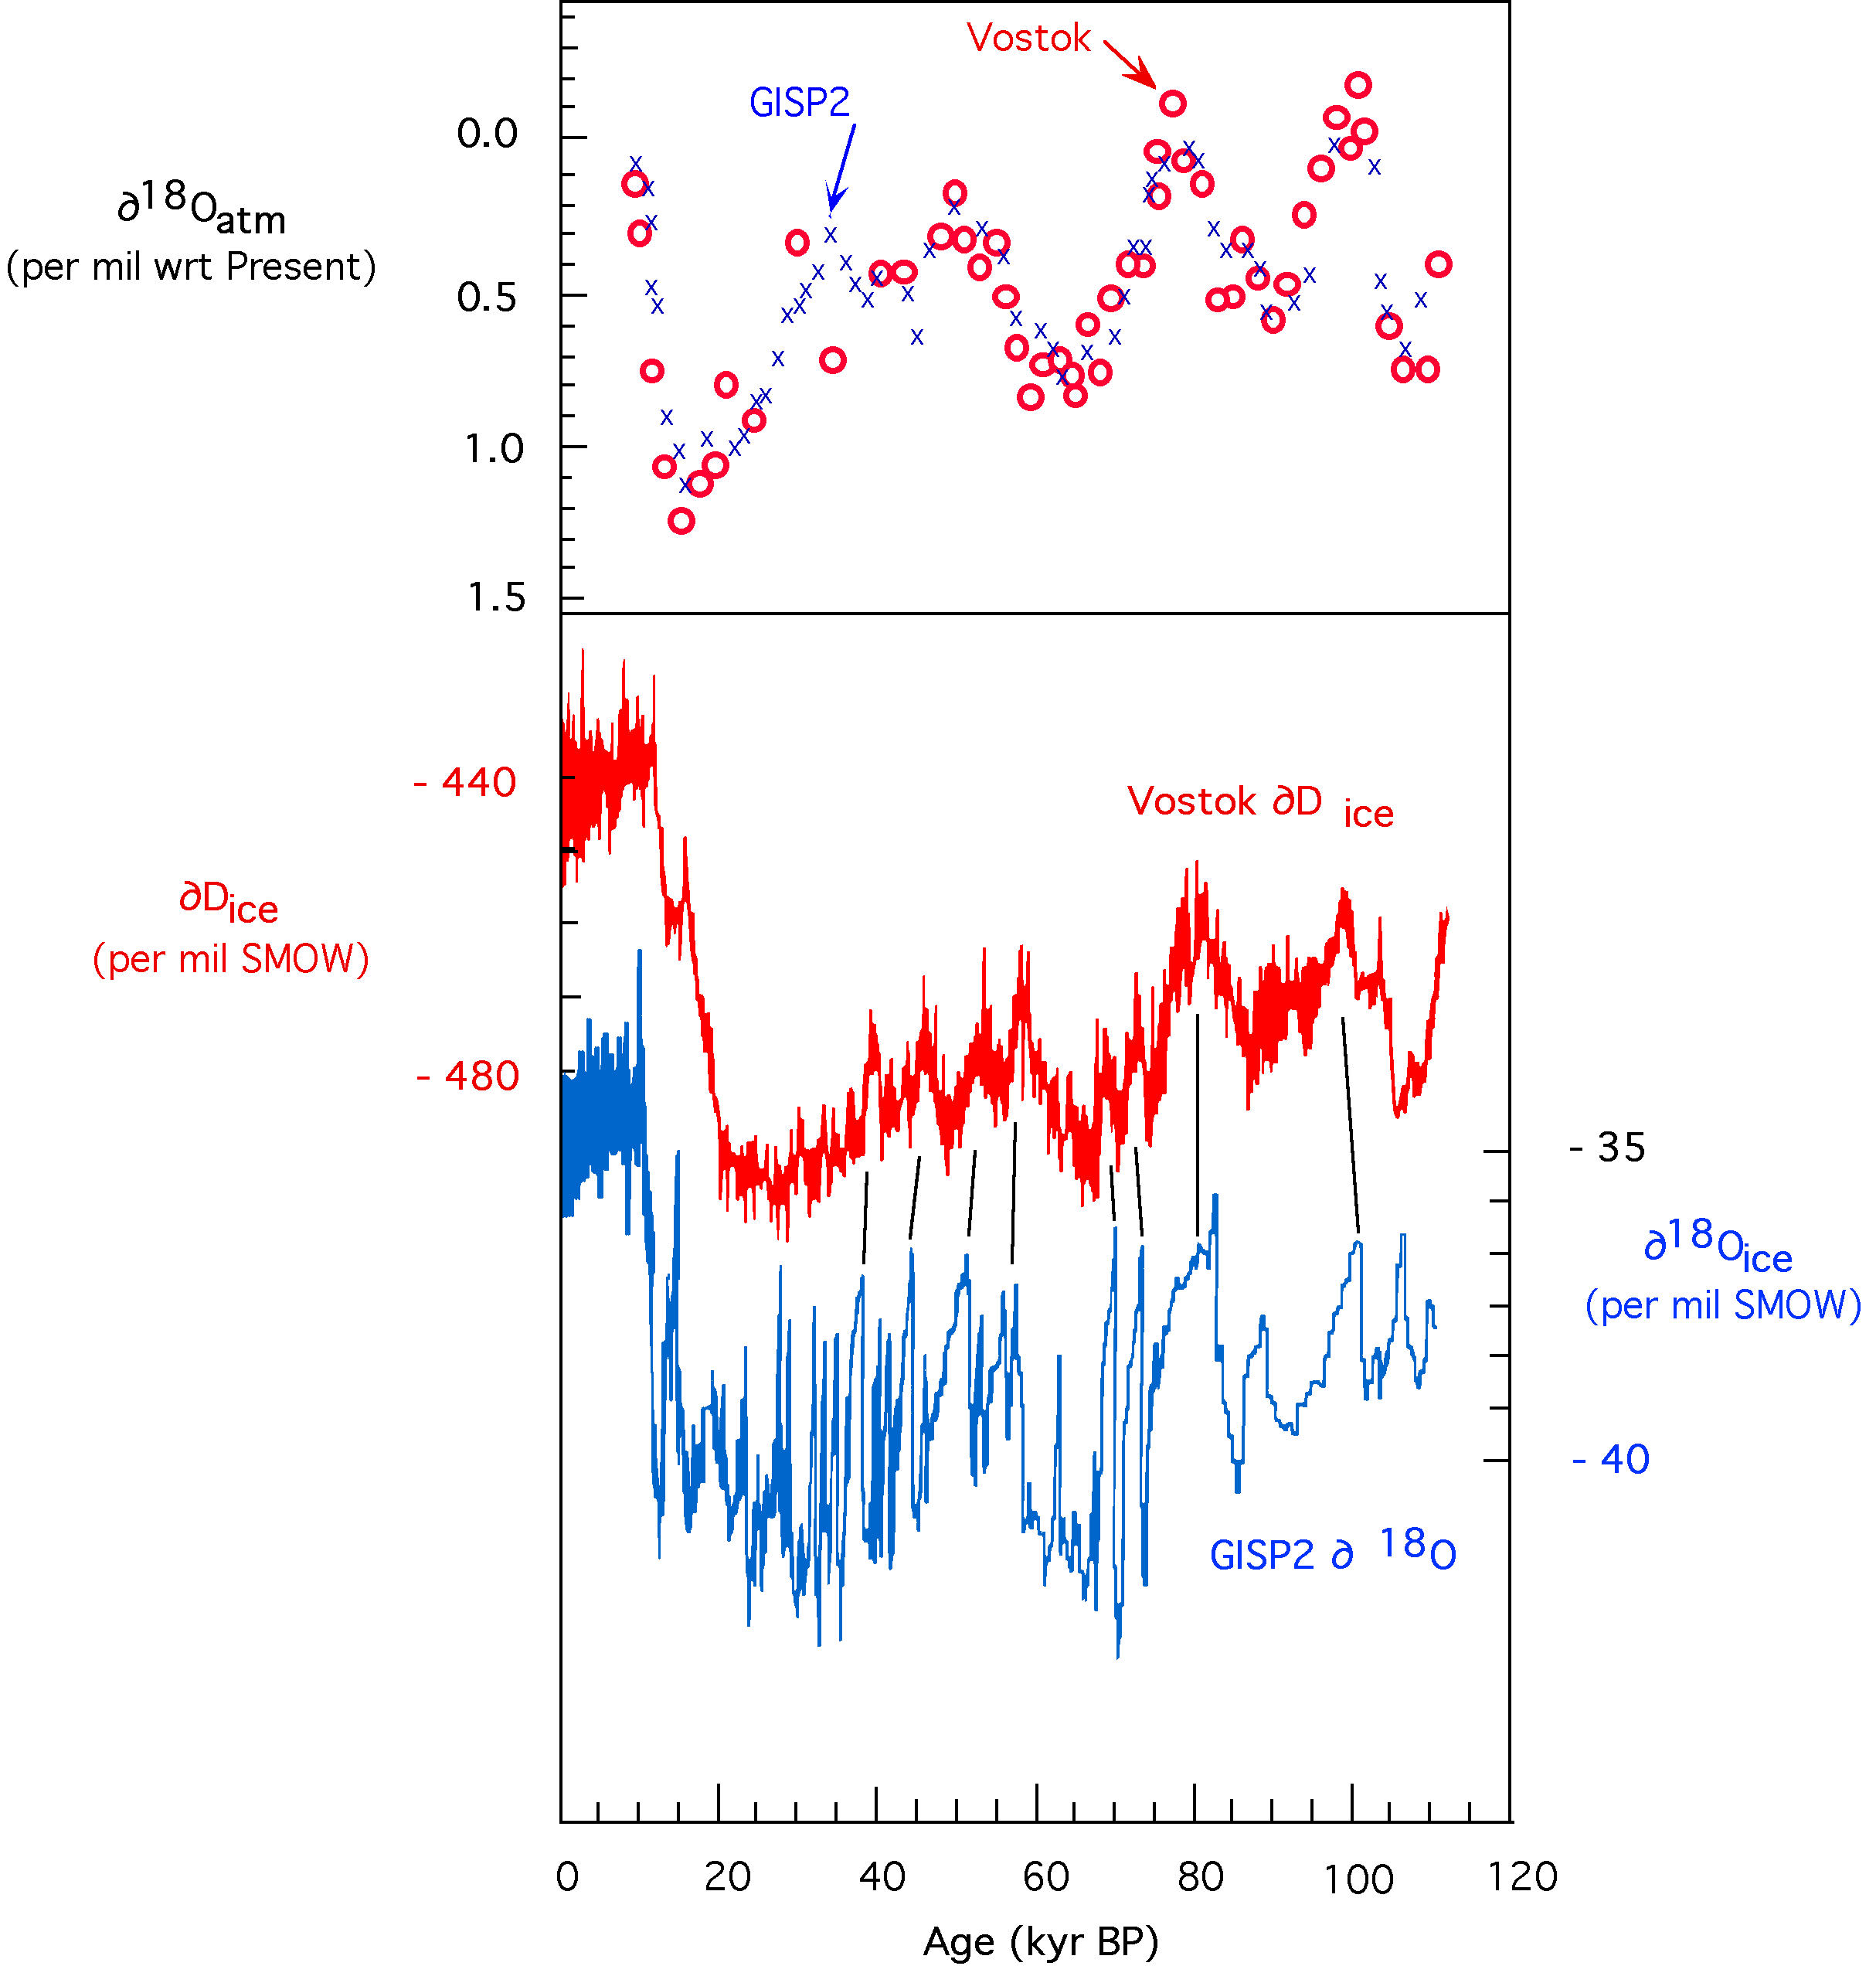 Vostok
GISP2
0.0
∂18Oatm
(per mil wrt Present)
0.5
1.0
1.5
- 440
Vostok ∂D ice
∂Dice
(per mil SMOW)
- 480
- 35
∂18Oice
(per mil SMOW)
- 40
GISP2 ∂ 18O
0 20 40 60 80 100 120
Age (kyr BP)
x x x x x x x x x x x x x x x x x x x x x x x x x x x x x x x x x x x x x x x x x x x x x x x x x x x x x x x x x x x x x x x